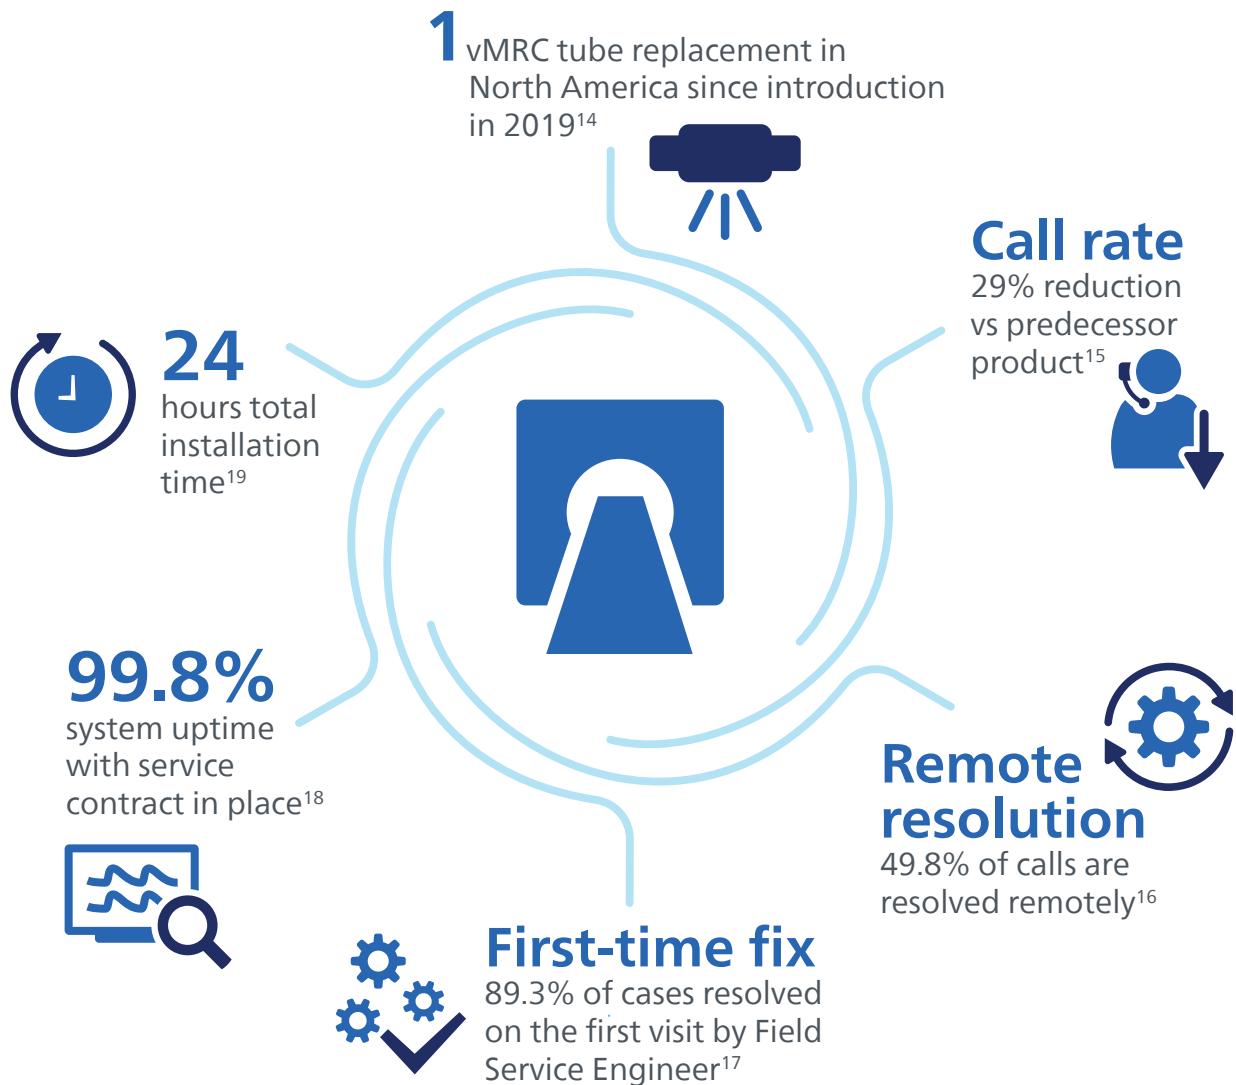 1 vMRC tube replacement in
North America since introduction
in 2019¹⁴
Call rate
29% reduction
vs predecessor
product¹⁵
Remote
resolution
49.8% of calls are
resolved remotely¹⁶
First-time fix
89.3% of cases resolved
on the first visit by Field
Service Engineer¹⁷
99.8%
system uptime
with service
contract in place¹⁸
24
hours total
installation
time¹⁹